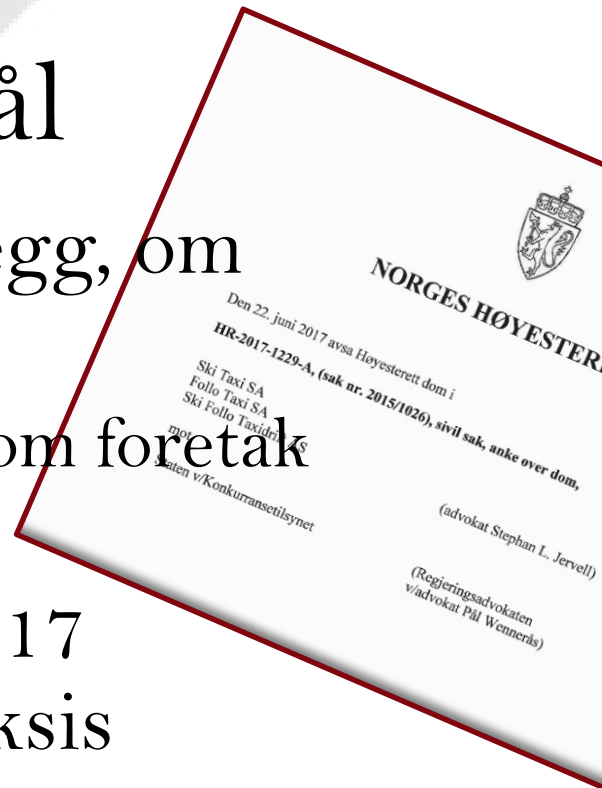 ål
egg, om
om foretak
17
ksis
NORGES HØYESTER
Den 22. juni 2017 avsa Høyesterett dom i
HR-2017-1229-A, (sak nr. 2015/1026), sivil sak, anke over dom,
Ski Taxi SA
Follo Taxi SA
Ski Follo Taxidrift AS
mot
Staten v/Konkurransetilsynet
(advokat Stephan L. Jervell)
(Regjeringsadvokaten
v/advokat Pål Wennerås)